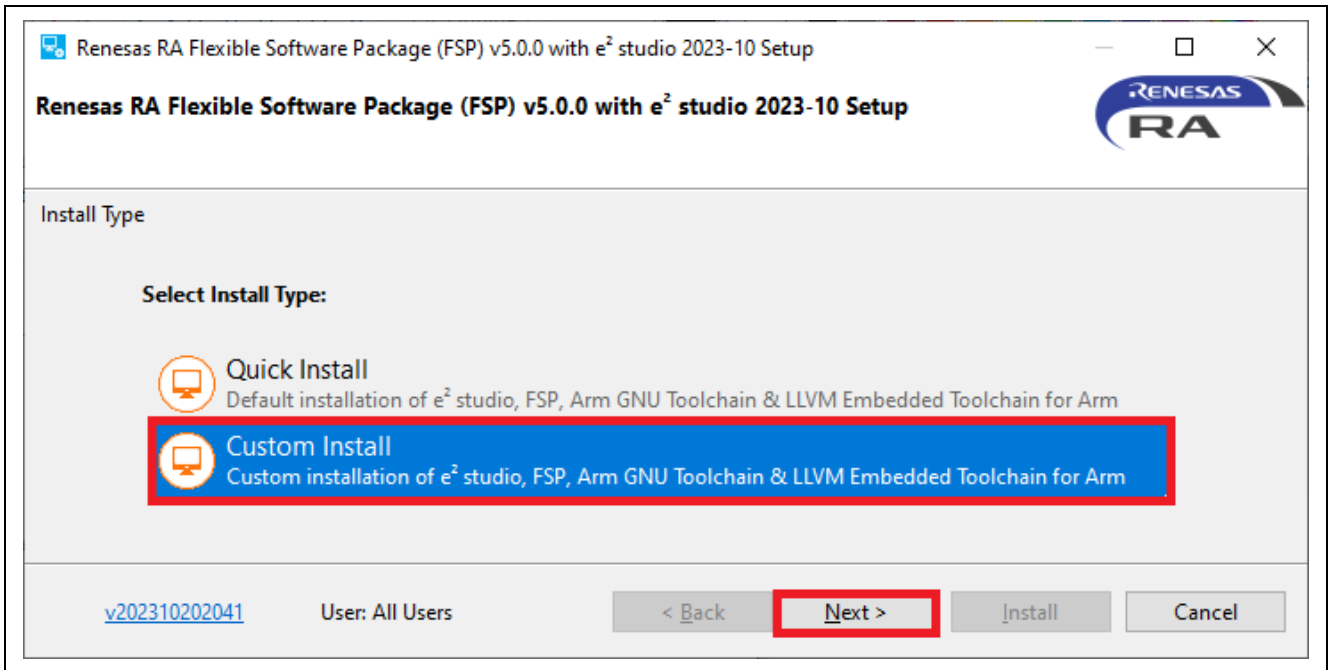 Renesas RA Flexible Software Package (FSP) v5.0.0 with e² studio 2023-10 Setup
Renesas RA Flexible Software Package (FSP) v5.0.0 with e² studio 2023-10 Setup
RENESAS
RA
Install Type
Select Install Type:
Quick Install
Default installation of e² studio, FSP, Arm GNU Toolchain & LLVM Embedded Toolchain for Arm
Custom Install
Custom installation of e² studio, FSP, Arm GNU Toolchain & LLVM Embedded Toolchain for Arm
v202310202041 User: All Users < Back Next > Install Cancel